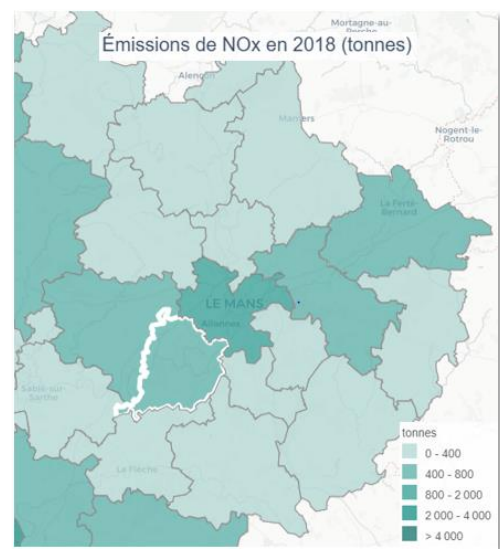 Mortagne-au-
Perche
Émissions de NOx en 2018 (tonnes)
Alençon
Mamers
Nogent-le-
Rotrou
La Ferté-
Bernard
LE MANS
Allonnes
Sablé-sur-
Sarthe
La Flèche
tonnes
0 - 400
400 - 800
800 - 2 000
2 000 - 4 000
> 4 000